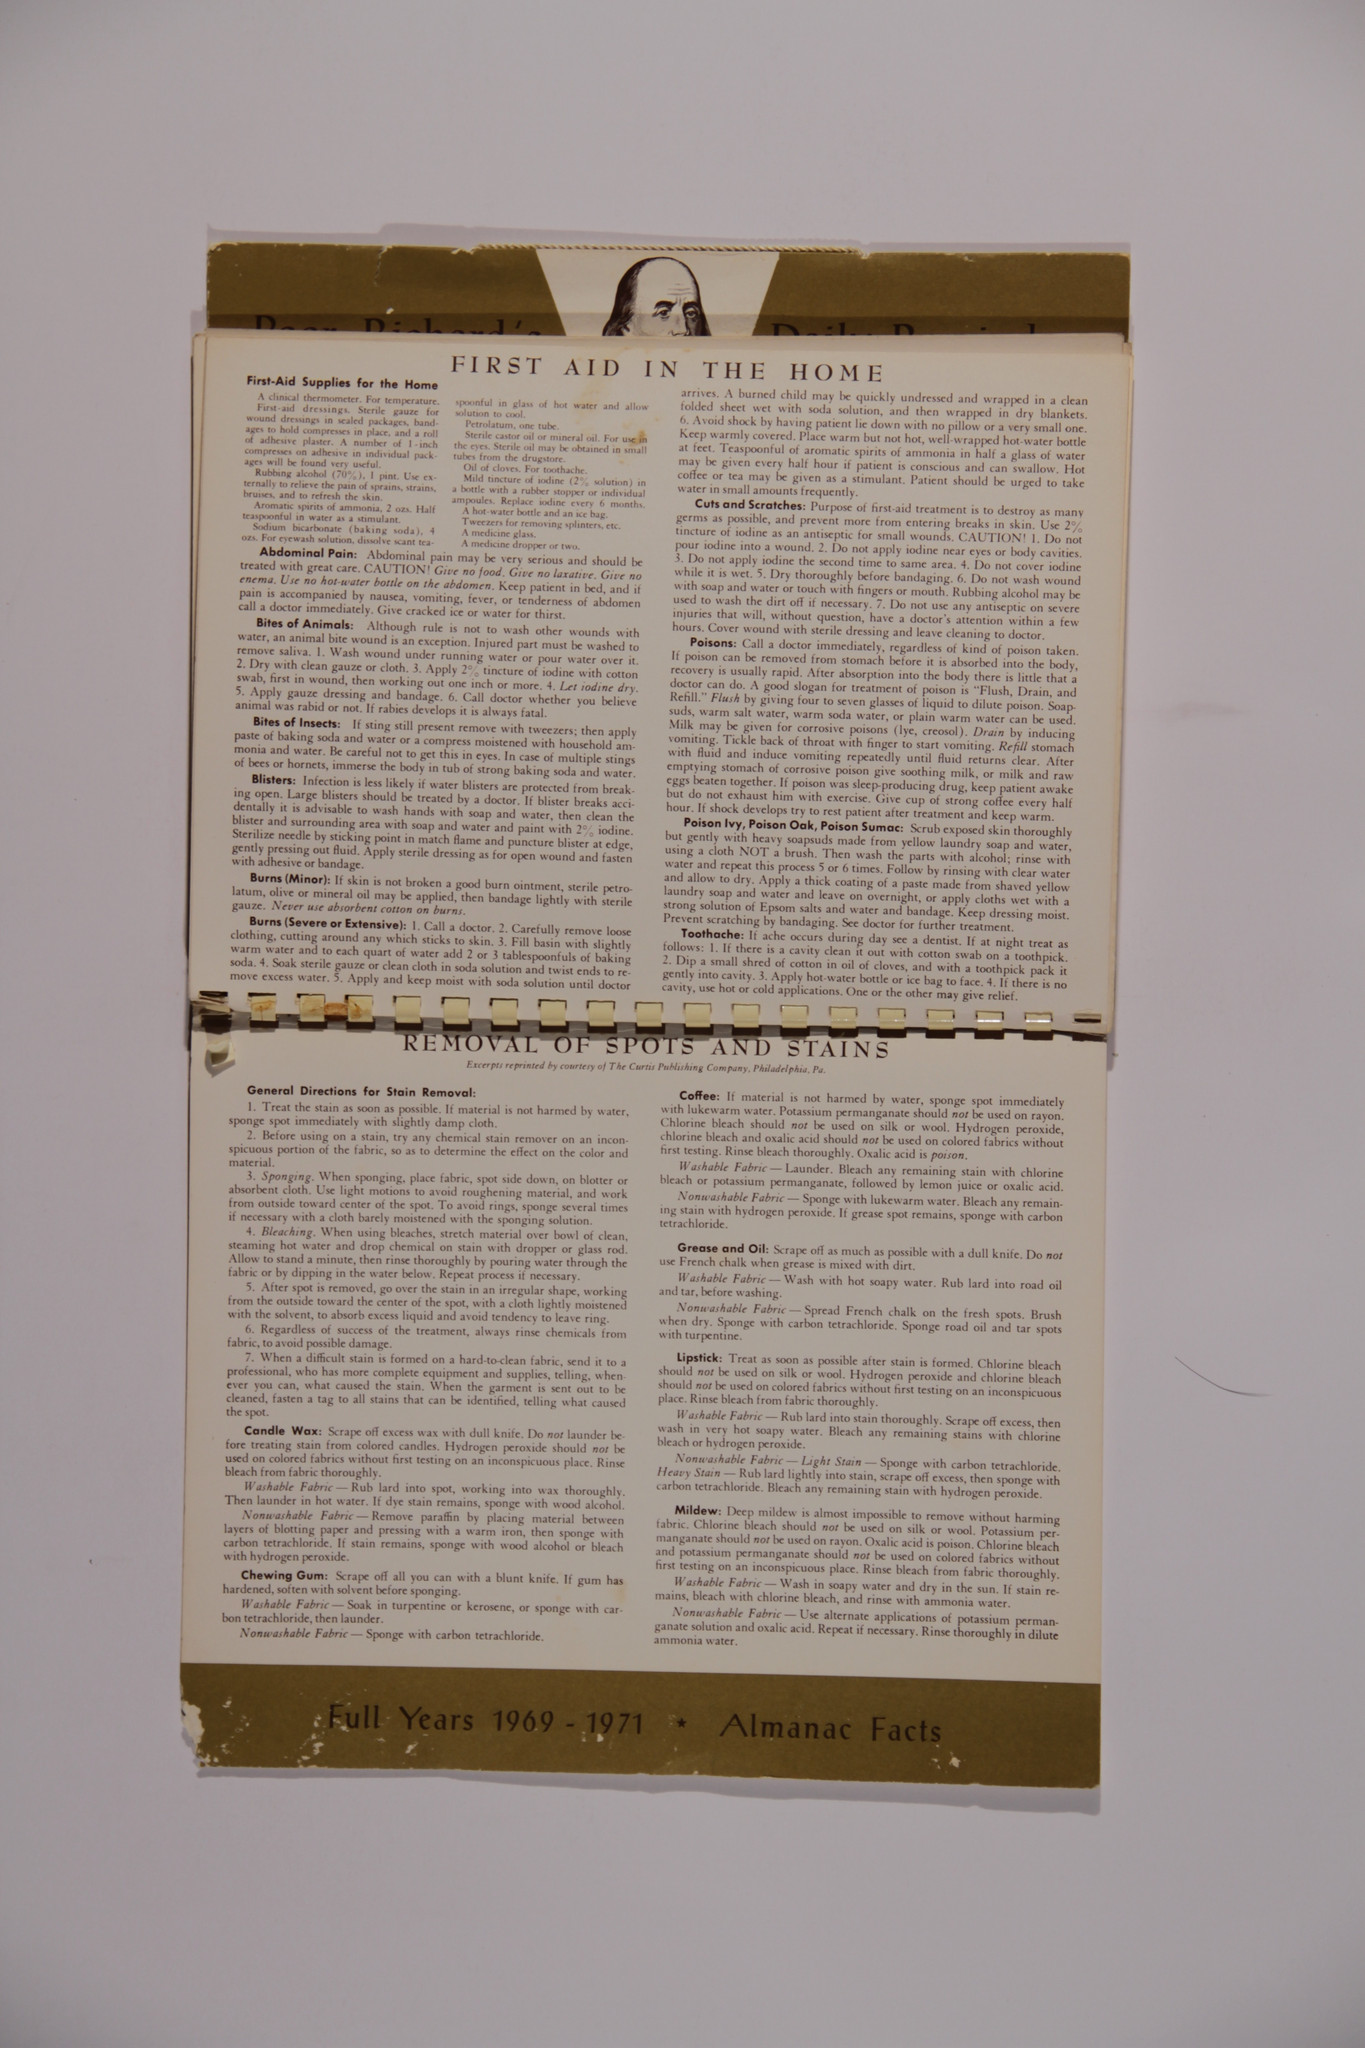 FIRST AID IN THE HOME
First-Aid Supplies for the Home
A clinical thermometer. For temperature.
First-aid dressings. Sterile gauze for
wound dressings in sealed packages, band-
ages to hold compresses in place, and a roll
of adhesive plaster. A number of 1-inch
compresses on adhesive in individual pack-
ages will be found very useful.
Rubbing alcohol (70%), 1 pint. Use ex-
ternally to relieve the pain of sprains, strains,
bruises, and to refresh the skin.
Aromatic spirits of ammonia, 2 ozs. Half
teaspoonful in water as a stimulant.
Sodium bicarbonate (baking soda), 4
ozs. For eyewash solution, dissolve scant tea-
spoonful in glass of hot water and allow
solution to cool.
Petrolatum, one tube.
Sterile castor oil or mineral oil. For use in
the eyes. Sterile oil may be obtained in small
tubes from the drugstore.
Oil of cloves. For toothache.
Mild tincture of iodine (2% solution) in
a bottle with a rubber stopper or individual
ampoules. Replace iodine every 6 months.
A hot-water bottle and an ice bag.
Tweezers for removing splinters, etc.
A medicine glass.
A medicine dropper or two.
Abdominal Pain: Abdominal pain may be very serious and should be
treated with great care. CAUTION! Give no food. Give no laxative. Give no
enema. Use no hot-water bottle on the abdomen. Keep patient in bed, and if
pain is accompanied by nausea, vomiting, fever, or tenderness of abdomen
call a doctor immediately. Give cracked ice or water for thirst.
Bites of Animals: Although rule is not to wash other wounds with
water, an animal bite wound is an exception. Injured part must be washed to
remove saliva. 1. Wash wound under running water or pour water over it.
2. Dry with clean gauze or cloth. 3. Apply 2% tincture of iodine with cotton
swab, first in wound, then working out one inch or more. 4. Let iodine dry.
5. Apply gauze dressing and bandage. 6. Call doctor whether you believe
animal was rabid or not. If rabies develops it is always fatal.
Bites of Insects: If sting still present remove with tweezers; then apply
paste of baking soda and water or a compress moistened with household am-
monia and water. Be careful not to get this in eyes. In case of multiple stings
of bees or hornets, immerse the body in tub of strong baking soda and water.
Blisters: Infection is less likely if water blisters are protected from break-
ing open. Large blisters should be treated by a doctor. If blister breaks acci-
dentally it is advisable to wash hands with soap and water, then clean the
blister and surrounding area with soap and water and paint with 2% iodine.
Sterilize needle by sticking point in match flame and puncture blister at edge,
gently pressing out fluid. Apply sterile dressing as for open wound and fasten
with adhesive or bandage.
Burns (Minor): If skin is not broken a good burn ointment, sterile petro-
latum, olive or mineral oil may be applied, then bandage lightly with sterile
gauze. Never use absorbent cotton on burns.
Burns (Severe or Extensive): 1. Call a doctor. 2. Carefully remove loose
clothing, cutting around any which sticks to skin. 3. Fill basin with slightly
warm water and to each quart of water add 2 or 3 tablespoonfuls of baking
soda. 4. Soak sterile gauze or clean cloth in soda solution and twist ends to re-
move excess water. 5. Apply and keep moist with soda solution until doctor
arrives. A burned child may be quickly undressed and wrapped in a clean
folded sheet wet with soda solution, and then wrapped in dry blankets.
6. Avoid shock by having patient lie down with no pillow or a very small one.
Keep warmly covered. Place warm but not hot, well-wrapped hot-water bottle
at feet. Teaspoonful of aromatic spirits of ammonia in half a glass of water
may be given every half hour if patient is conscious and can swallow. Hot
coffee or tea may be given as a stimulant. Patient should be urged to take
water in small amounts frequently.
Cuts and Scratches: Purpose of first-aid treatment is to destroy as many
germs as possible, and prevent more from entering breaks in skin. Use 2%
tincture of iodine as an antiseptic for small wounds. CAUTION! 1. Do not
pour iodine into a wound. 2. Do not apply iodine near eyes or body cavities.
3. Do not apply iodine the second time to same area. 4. Do not cover iodine
while it is wet. 5. Dry thoroughly before bandaging. 6. Do not wash wound
with soap and water or touch with fingers or mouth. Rubbing alcohol may be
used to wash the dirt off if necessary. 7. Do not use any antiseptic on severe
injuries that will, without question, have a doctor's attention within a few
hours. Cover wound with sterile dressing and leave cleaning to doctor.
Poisons: Call a doctor immediately, regardless of kind of poison taken.
If poison can be removed from stomach before it is absorbed into the body,
recovery is usually rapid. After absorption into the body there is little that a
doctor can do. A good slogan for treatment of poison is "Flush, Drain, and
Refill." Flush by giving four to seven glasses of liquid to dilute poison. Soap-
suds, warm salt water, warm soda water, or plain warm water can be used.
Milk may be given for corrosive poisons (lye, creosol). Drain by inducing
vomiting. Tickle back of throat with finger to start vomiting. Refill stomach
with fluid and induce vomiting repeatedly until fluid returns clear. After
emptying stomach of corrosive poison give soothing milk, or milk and raw
eggs beaten together. If poison was sleep-producing drug, keep patient awake
but do not exhaust him with exercise. Give cup of strong coffee every half
hour. If shock develops try to rest patient after treatment and keep warm.
Poison Ivy, Poison Oak, Poison Sumac: Scrub exposed skin thoroughly
but gently with heavy soapsuds made from yellow laundry soap and water,
using a cloth NOT a brush. Then wash the parts with alcohol; rinse with
water and repeat this process 5 or 6 times. Follow by rinsing with clear water
and allow to dry. Apply a thick coating of a paste made from shaved yellow
laundry soap and water and leave on overnight, or apply cloths wet with a
strong solution of Epsom salts and water and bandage. Keep dressing moist.
Prevent scratching by bandaging. See doctor for further treatment.
Toothache: If ache occurs during day see a dentist. If at night treat as
follows: 1. If there is a cavity clean it out with cotton swab on a toothpick.
2. Dip a small shred of cotton in oil of cloves, and with a toothpick pack it
gently into cavity. 3. Apply hot-water bottle or ice bag to face. 4. If there is no
cavity, use hot or cold applications. One or the other may give relief.
REMOVAL OF SPOTS AND STAINS
Excerpts reprinted by courtesy of The Curtis Publishing Company, Philadelphia, Pa.
General Directions for Stain Removal:
1. Treat the stain as soon as possible. If material is not harmed by water,
sponge spot immediately with slightly damp cloth.
2. Before using on a stain, try any chemical stain remover on an incon-
spicuous portion of the fabric, so as to determine the effect on the color and
material.
3. Sponging. When sponging, place fabric, spot side down, on blotter or
absorbent cloth. Use light motions to avoid roughening material, and work
from outside toward center of the spot. To avoid rings, sponge several times
if necessary with a cloth barely moistened with the sponging solution.
4. Bleaching. When using bleaches, stretch material over bowl of clean,
steaming hot water and drop chemical on stain with dropper or glass rod.
Allow to stand a minute, then rinse thoroughly by pouring water through the
fabric or by dipping in the water below. Repeat process if necessary.
5. After spot is removed, go over the stain in an irregular shape, working
from the outside toward the center of the spot, with a cloth lightly moistened
with the solvent, to absorb excess liquid and avoid tendency to leave ring.
6. Regardless of success of the treatment, always rinse chemicals from
fabric, to avoid possible damage.
7. When a difficult stain is formed on a hard-to-clean fabric, send it to a
professional, who has more complete equipment and supplies, telling, when-
ever you can, what caused the stain. When the garment is sent out to be
cleaned, fasten a tag to all stains that can be identified, telling what caused
the spot.
Candle Wax: Scrape off excess wax with dull knife. Do not launder be-
fore treating stain from colored candles. Hydrogen peroxide should not be
used on colored fabrics without first testing on an inconspicuous place. Rinse
bleach from fabric thoroughly.
Washable Fabric — Rub lard into spot, working into wax thoroughly.
Then launder in hot water. If dye stain remains, sponge with wood alcohol.
Nonwashable Fabric — Remove paraffin by placing material between
layers of blotting paper and pressing with a warm iron, then sponge with
carbon tetrachloride. If stain remains, sponge with wood alcohol or bleach
with hydrogen peroxide.
Chewing Gum: Scrape off all you can with a blunt knife. If gum has
hardened, soften with solvent before sponging.
Washable Fabric — Soak in turpentine or kerosene, or sponge with car-
bon tetrachloride, then launder.
Nonwashable Fabric — Sponge with carbon tetrachloride.
Coffee: If material is not harmed by water, sponge spot immediately
with lukewarm water. Potassium permanganate should not be used on rayon.
Chlorine bleach should not be used on silk or wool. Hydrogen peroxide,
chlorine bleach and oxalic acid should not be used on colored fabrics without
first testing. Rinse bleach thoroughly. Oxalic acid is poison.
Washable Fabric — Launder. Bleach any remaining stain with chlorine
bleach or potassium permanganate, followed by lemon juice or oxalic acid.
Nonwashable Fabric — Sponge with lukewarm water. Bleach any remain-
ing stain with hydrogen peroxide. If grease spot remains, sponge with carbon
tetrachloride.
Grease and Oil: Scrape off as much as possible with a dull knife. Do not
use French chalk when grease is mixed with dirt.
Washable Fabric — Wash with hot soapy water. Rub lard into road oil
and tar, before washing.
Nonwashable Fabric — Spread French chalk on the fresh spots. Brush
when dry. Sponge with carbon tetrachloride. Sponge road oil and tar spots
with turpentine.
Lipstick: Treat as soon as possible after stain is formed. Chlorine bleach
should not be used on silk or wool. Hydrogen peroxide and chlorine bleach
should not be used on colored fabrics without first testing on an inconspicuous
place. Rinse bleach from fabric thoroughly.
Washable Fabric — Rub lard into stain thoroughly. Scrape off excess, then
wash in very hot soapy water. Bleach any remaining stains with chlorine
bleach or hydrogen peroxide.
Nonwashable Fabric — Light Stain — Sponge with carbon tetrachloride.
Heavy Stain — Rub lard lightly into stain, scrape off excess, then sponge with
carbon tetrachloride. Bleach any remaining stain with hydrogen peroxide.
Mildew: Deep mildew is almost impossible to remove without harming
fabric. Chlorine bleach should not be used on silk or wool. Potassium per-
manganate should not be used on rayon. Oxalic acid is poison. Chlorine bleach
and potassium permanganate should not be used on colored fabrics without
first testing on an inconspicuous place. Rinse bleach from fabric thoroughly.
Washable Fabric — Wash in soapy water and dry in the sun. If stain re-
mains, bleach with chlorine bleach, and rinse with ammonia water.
Nonwashable Fabric — Use alternate applications of potassium perman-
ganate solution and oxalic acid. Repeat if necessary. Rinse thoroughly in dilute
ammonia water.
Full Years 1969 - 1971 ★ Almanac Facts